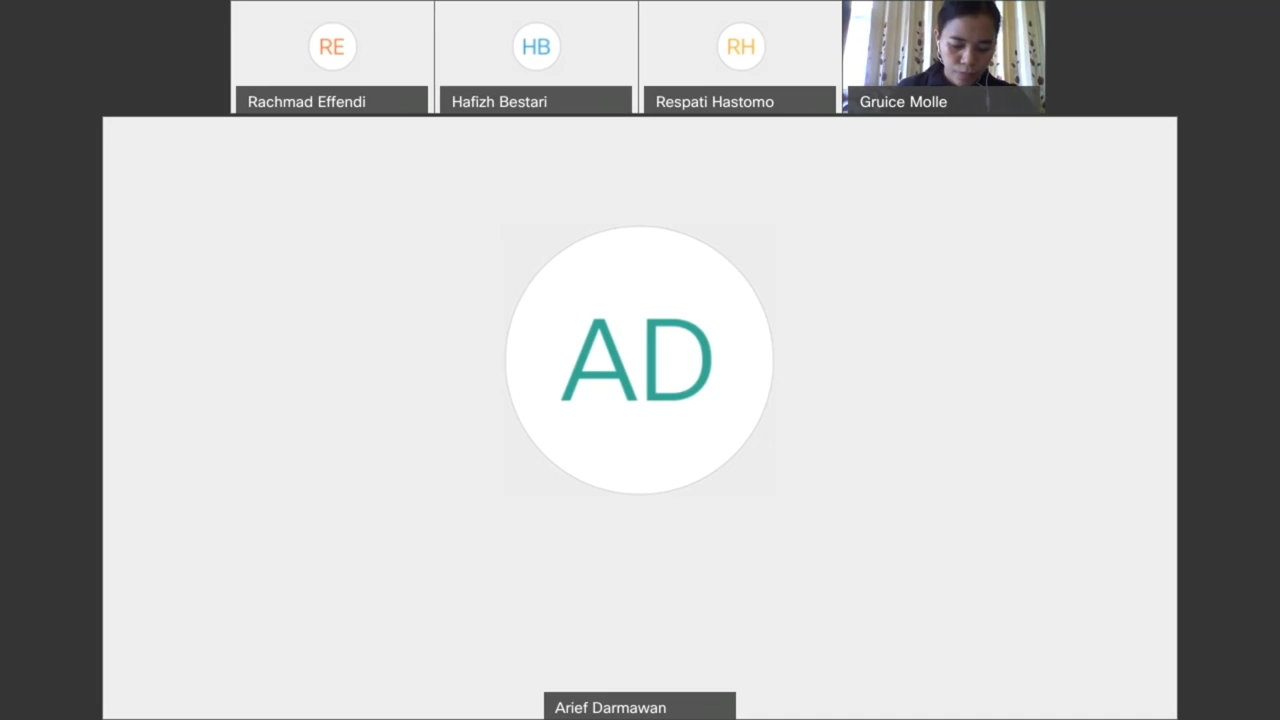 RE
HB
RH
Rachmad Effendi
Hafizh Bestari
Respati Hastomo
Gruice Molle
AD
Arief Darmawan